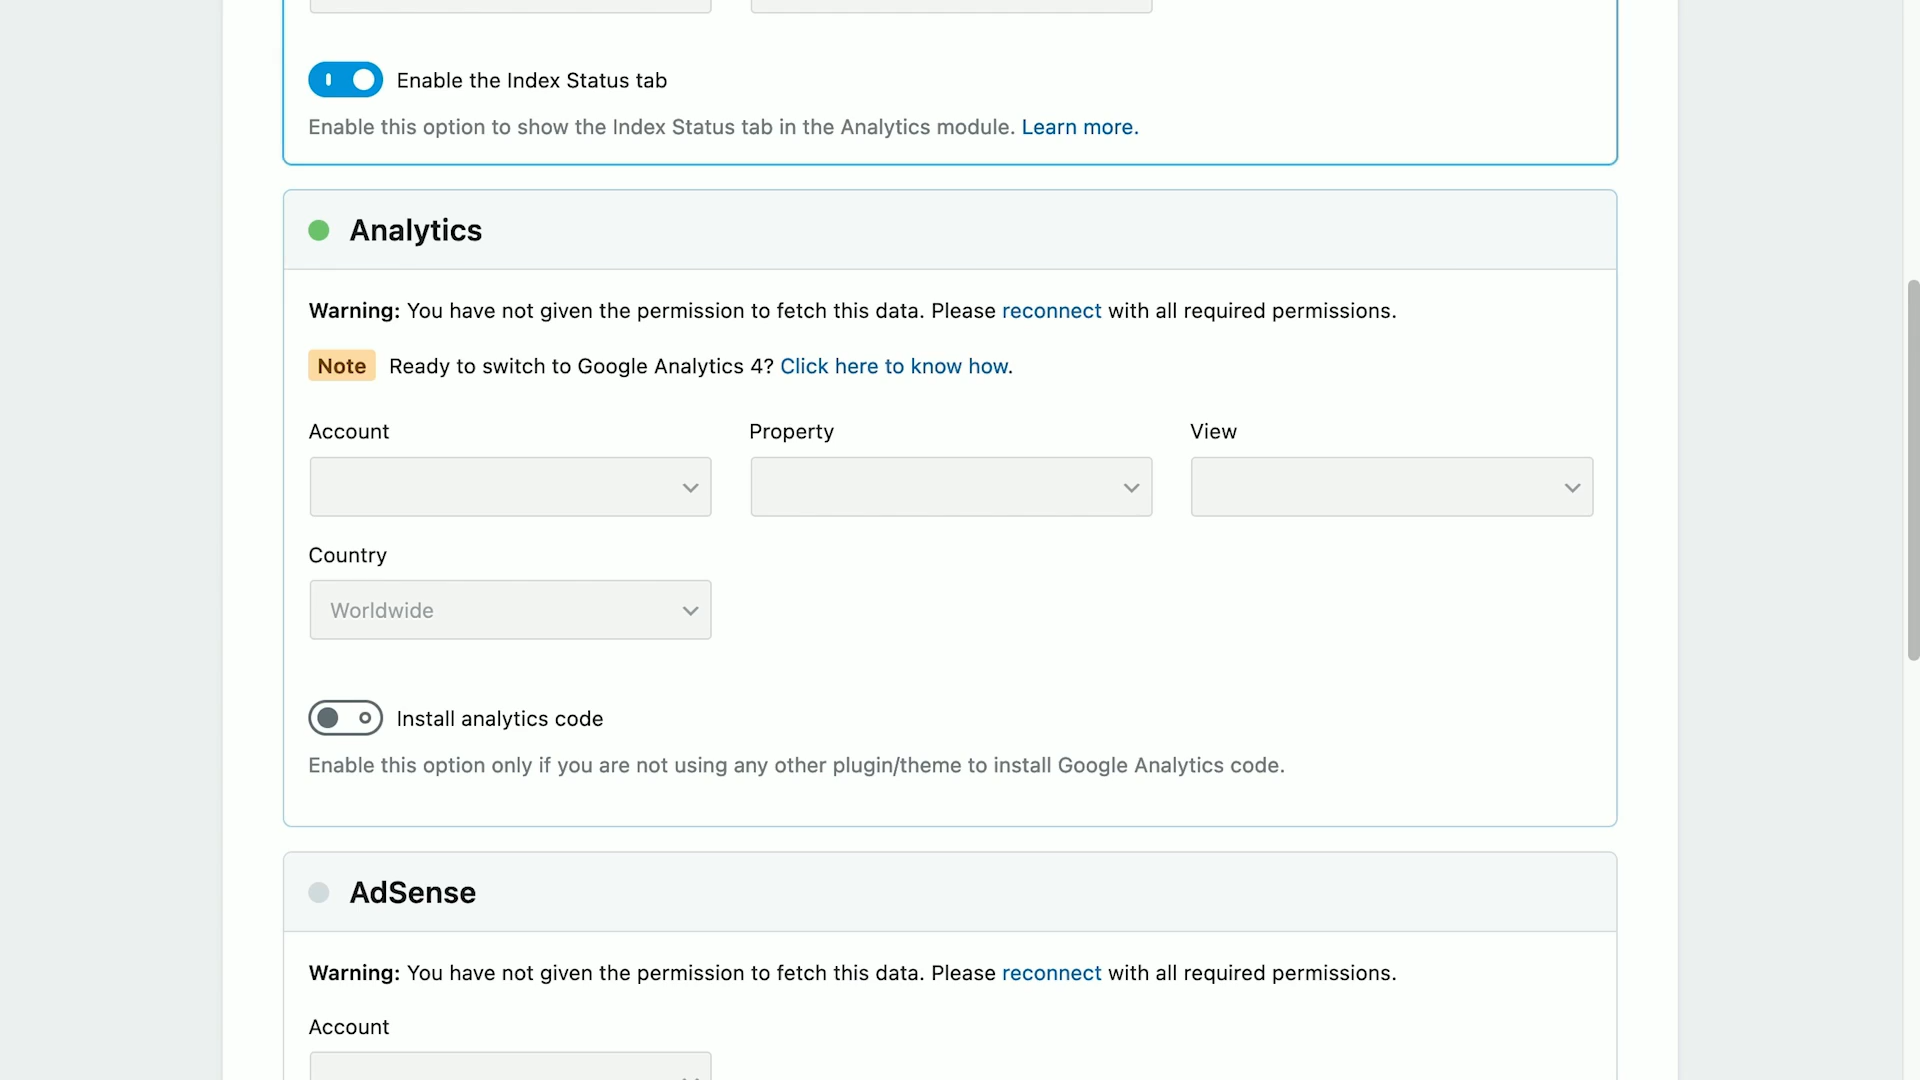 Enable the Index Status tab
Enable this option to show the Index Status tab in the Analytics module. Learn more.
Analytics
Warning: You have not given the permission to fetch this data. Please reconnect with all required permissions.
Note Ready to switch to Google Analytics 4? Click here to know how.
Account Property View
Country
Worldwide
Install analytics code
Enable this option only if you are not using any other plugin/theme to install Google Analytics code.
AdSense
Warning: You have not given the permission to fetch this data. Please reconnect with all required permissions.
Account